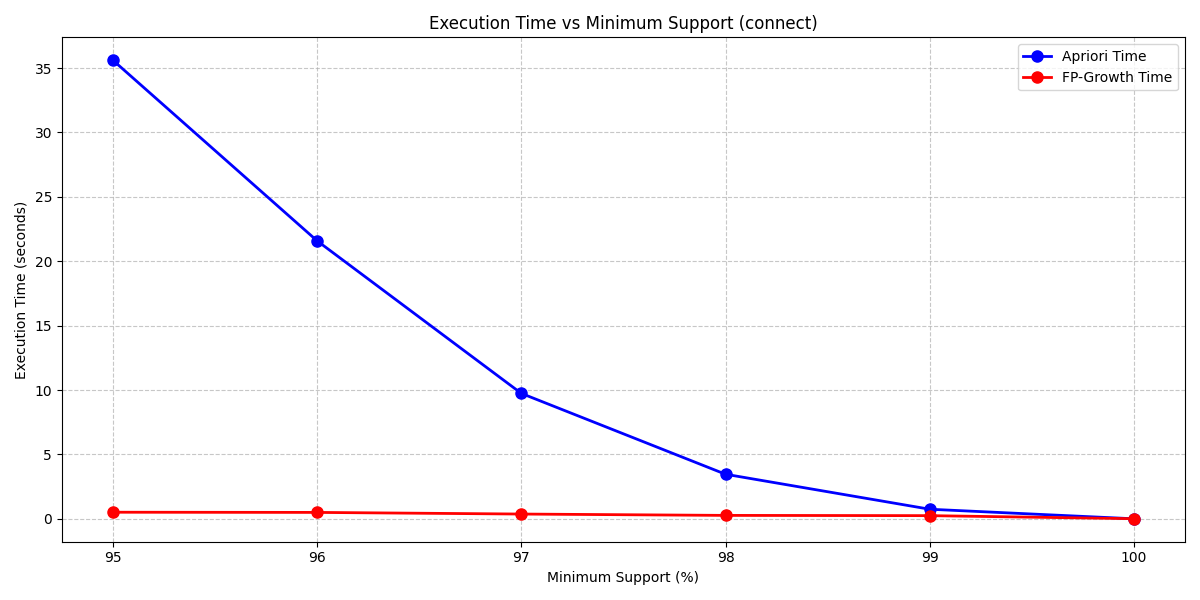 Execution Time vs Minimum Support (connect)
Apriori Time
FP-Growth Time
Execution Time (seconds)
35
30
25
20
15
10
5
0
95 96 97 98 99 100
Minimum Support (%)